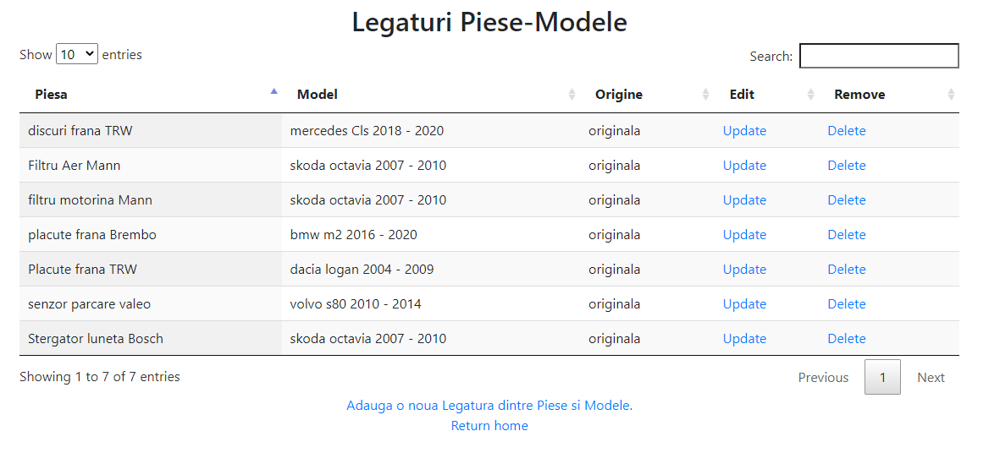 Legaturi Piese-Modele
Show 10 entries Search:
Piesa Model Origine Edit Remove
discuri frana TRW mercedes Cls 2018 - 2020 originala Update Delete
Filtru Aer Mann skoda octavia 2007 - 2010 originala Update Delete
filtru motorina Mann skoda octavia 2007 - 2010 originala Update Delete
placute frana Brembo bmw m2 2016 - 2020 originala Update Delete
Placute frana TRW dacia logan 2004 - 2009 originala Update Delete
senzor parcare valeo volvo s80 2010 - 2014 originala Update Delete
Stergator luneta Bosch skoda octavia 2007 - 2010 originala Update Delete
Showing 1 to 7 of 7 entries Previous 1 Next
Adauga o noua Legatura dintre Piese si Modele.
Return home